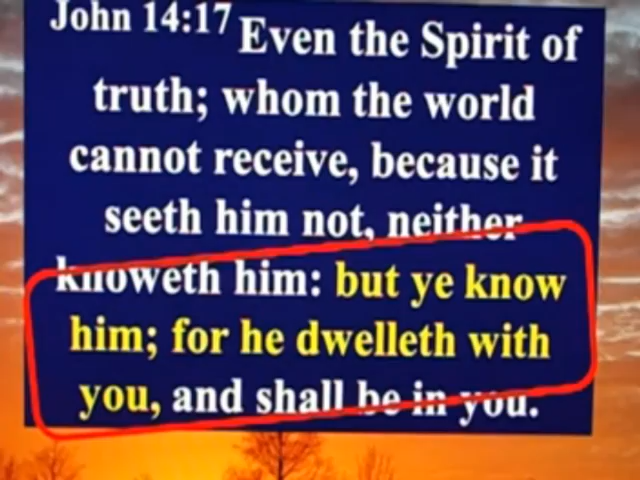 John 14:17 Even the Spirit of
truth; whom the world
cannot receive, because it
seeth him not, neither
knoweth him: but ye know
him; for he dwelleth with
you, and shall be in you.